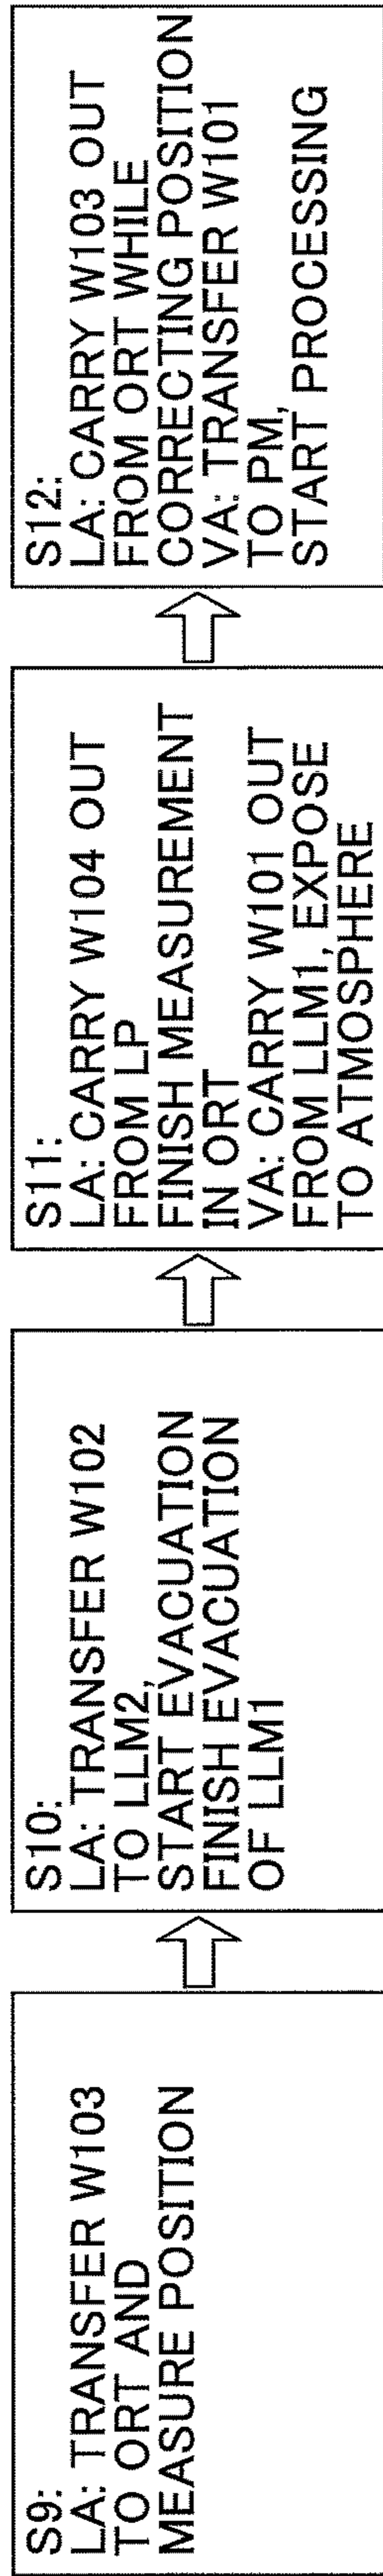 S9:
LA: TRANSFER W103
TO ORT AND
MEASURE POSITION
S10:
LA: TRANSFER W102
TO LLM2,
START EVACUATION
FINISH EVACUATION
OF LLM1
S11:
LA: CARRY W104 OUT
FROM LP
FINISH MEASUREMENT
IN ORT
VA: CARRY W101 OUT
FROM LLM1, EXPOSE
TO ATMOSPHERE
S12:
LA: CARRY W103 OUT
FROM ORT WHILE
CORRECTING POSITION
VA: TRANSFER W101
TO PM,
START PROCESSING